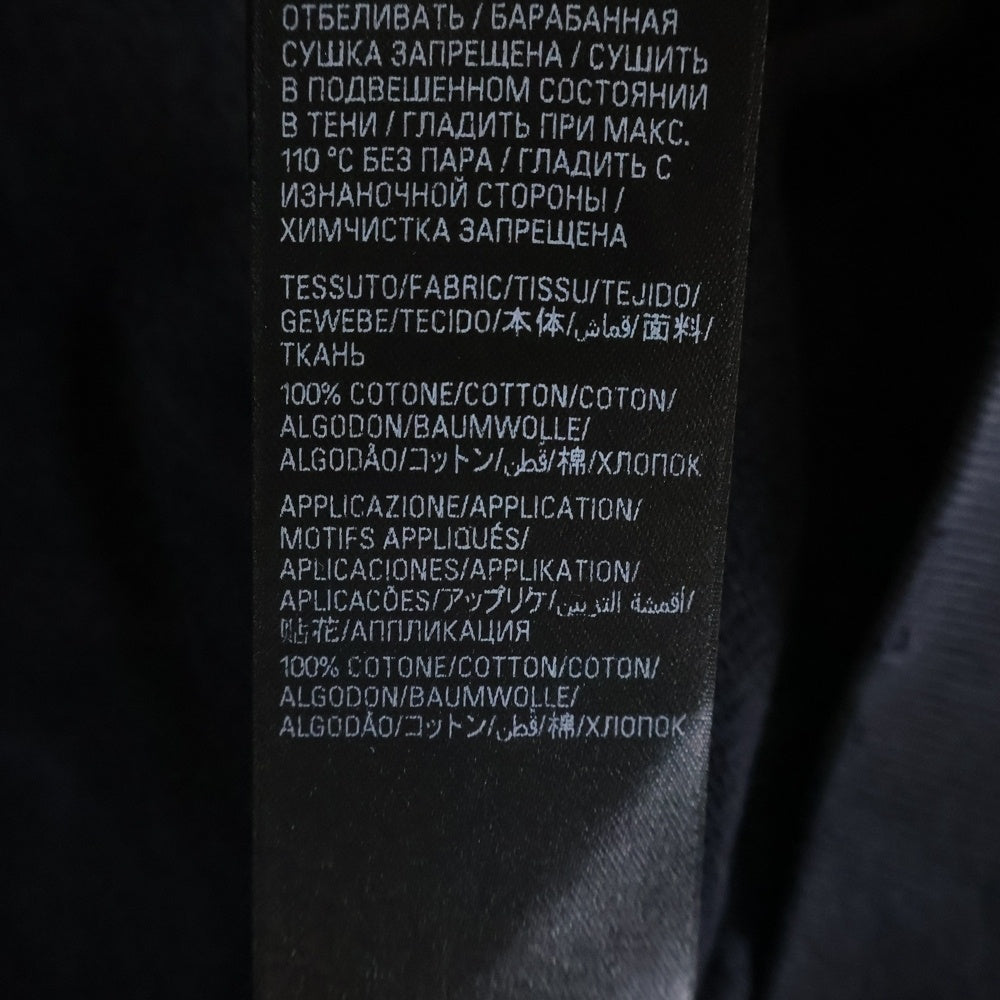 ОТБЕЛИВАТЬ / БАРАБАННАЯ
СУШКА ЗАПРЕЩЕНА / СУШИТЬ
В ПОДВЕШЕННОМ СОСТОЯНИИ
В ТЕНИ / ГЛАДИТЬ ПРИ МАКС.
110 °C БЕЗ ПАРА / ГЛАДИТЬ С
ИЗНАНОЧНОЙ СТОРОНЫ /
ХИМЧИСТКА ЗАПРЕЩЕНА
TESSUTO/FABRIC/TISSU/TEJIDO/
GEWEBE/TECIDO/本体/قماش/面料/
ТКАНЬ
100% COTONE/COTTON/COTON/
ALGODON/BAUMWOLLE/
ALGODÃO/コットン/قطن/棉/ХЛОПОК
APPLICAZIONE/APPLICATION/
MOTIFS APPLIQUÉS/
APLICACIONES/APPLIKATION/
APLICACÕES/アップリケ/أقمشة التزيين/
贴花/АППЛИКАЦИЯ
100% COTONE/COTTON/COTON/
ALGODON/BAUMWOLLE/
ALGODÃO/コットン/قطن/棉/ХЛОПОК